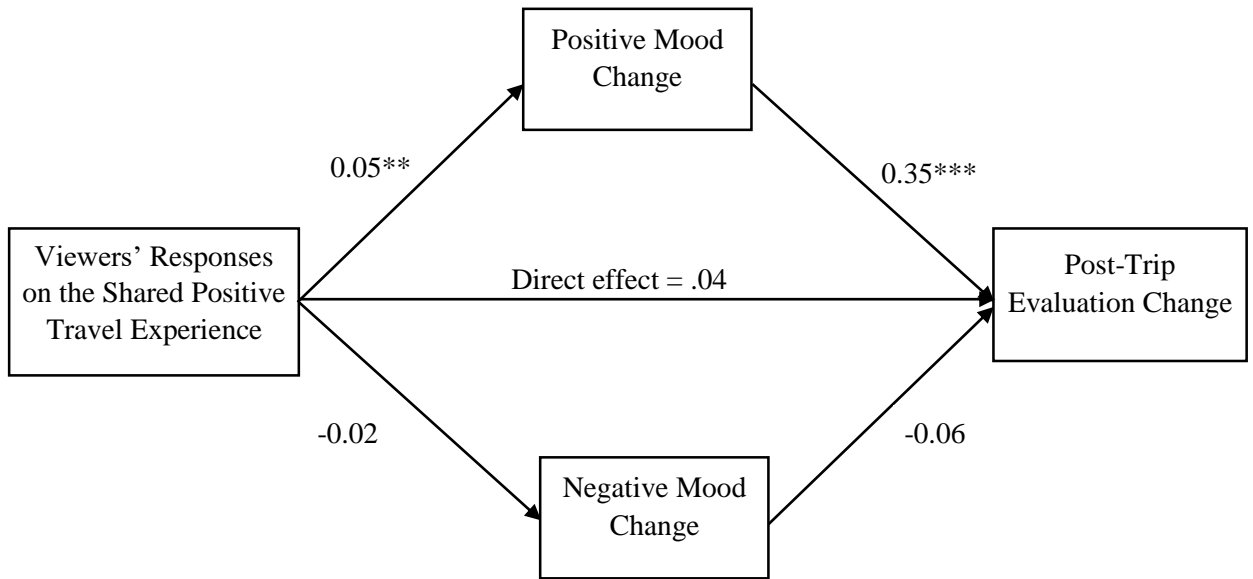 Positive Mood
Change
0.05**
0.35***
Viewers’ Responses
on the Shared Positive
Travel Experience
Direct effect = .04
Post-Trip
Evaluation Change
-0.02
-0.06
Negative Mood
Change